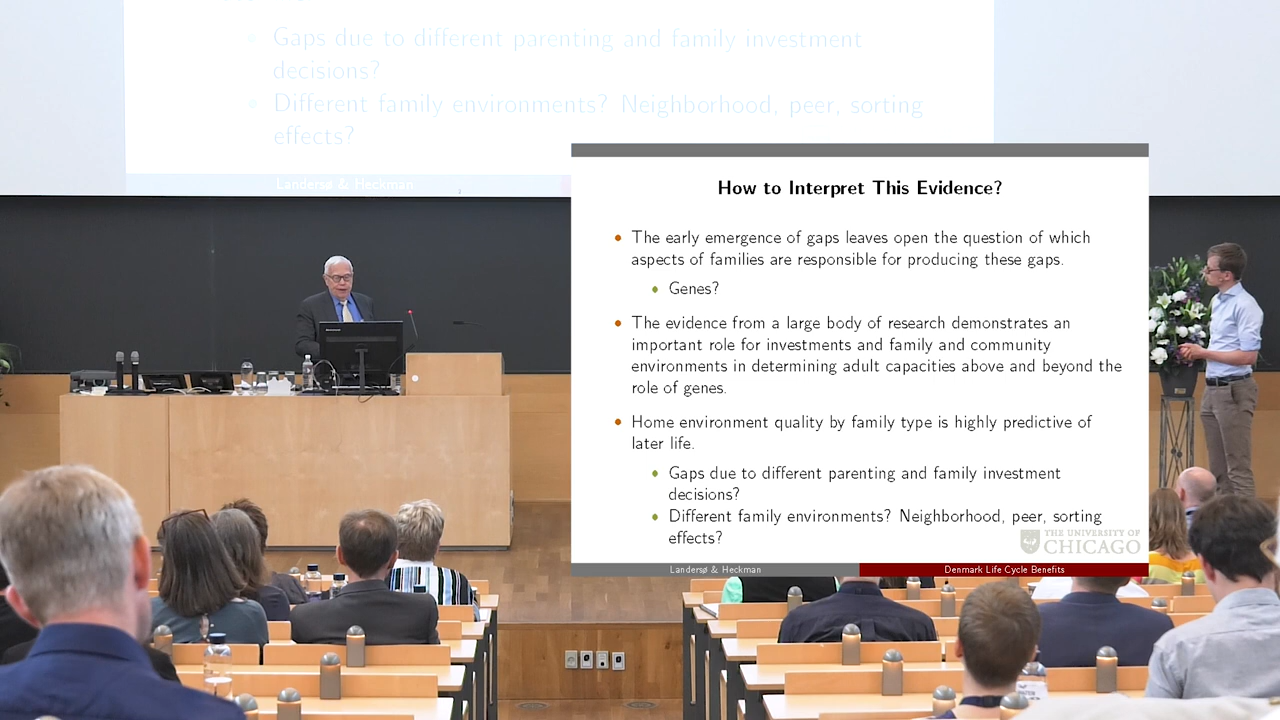 Gaps due to different parenting and family investment
decisions?
Different family environments? Neighborhood, peer, sorting
effects?
Landersø & Heckman
How to Interpret This Evidence?
The early emergence of gaps leaves open the question of which
aspects of families are responsible for producing these gaps.
Genes?
The evidence from a large body of research demonstrates an
important role for investments and family and community
environments in determining adult capacities above and beyond the
role of genes.
Home environment quality by family type is highly predictive of
later life.
Gaps due to different parenting and family investment
decisions?
Different family environments? Neighborhood, peer, sorting
effects?
THE UNIVERSITY OF
CHICAGO
Landersø & Heckman
Denmark Life Cycle Benefits